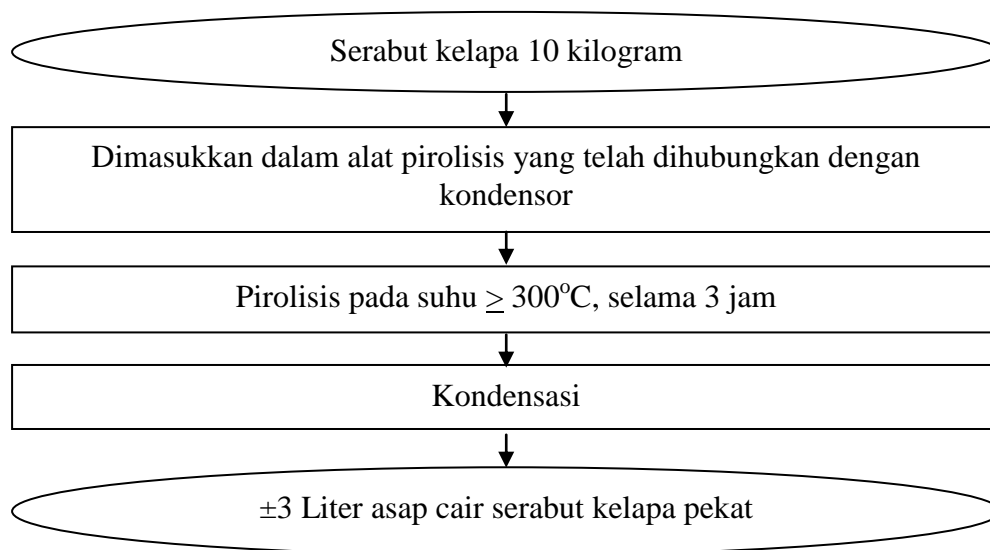 Serabut kelapa 10 kilogram
Dimasukkan dalam alat pirolisis yang telah dihubungkan dengan
kondensor
Pirolisis pada suhu ≥ 300°C, selama 3 jam
Kondensasi
±3 Liter asap cair serabut kelapa pekat